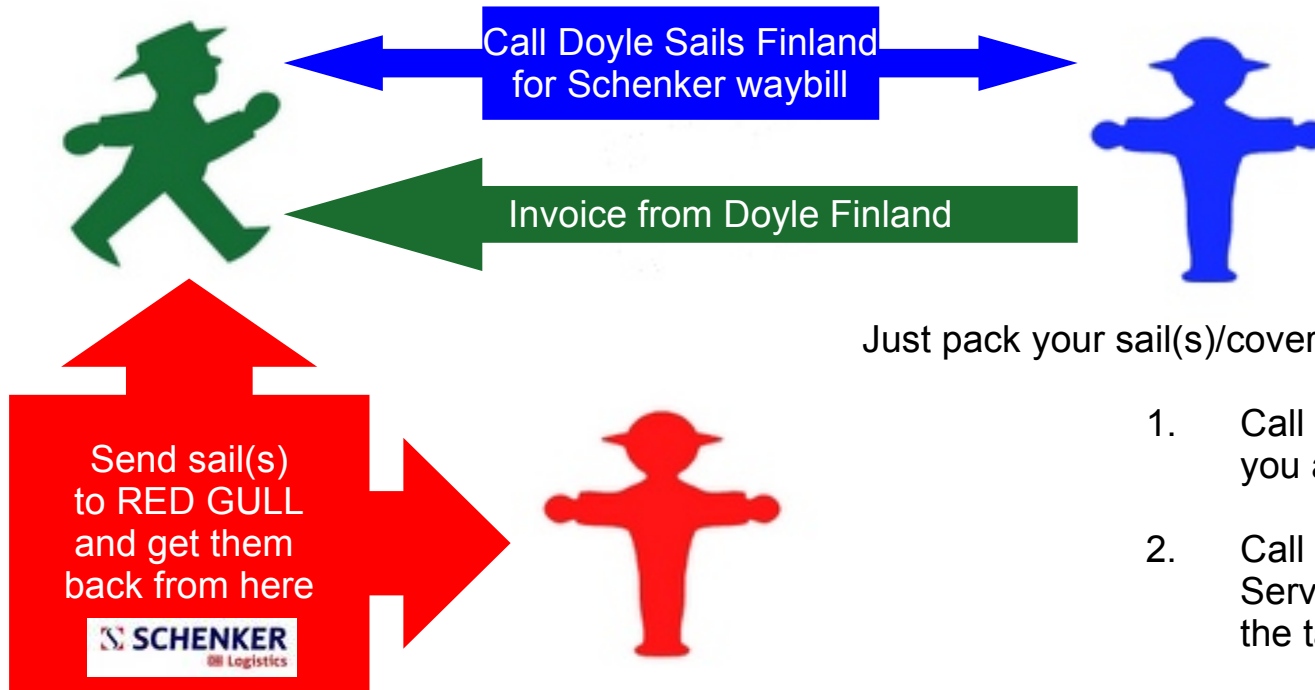 Call Doyle Sails Finland
for Schenker waybill
Invoice from Doyle Finland
Just pack your sail(s)/cover
1. Call
you a
2. Call
Serv
the t
Send sail(s)
to RED GULL
and get them
back from here
SCHENKER
DB Logistics